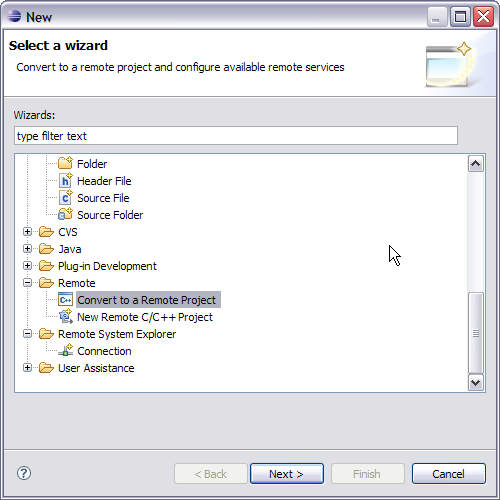 New
Select a wizard
Convert to a remote project and configure available remote services
Wizards:
type filter text
Folder
h Header File
c Source File
c Source Folder
CVS
Java
Plug-in Development
Remote
C++ Convert to a Remote Project
New Remote C/C++ Project
Remote System Explorer
Connection
User Assistance
? < Back Next > Finish Cancel